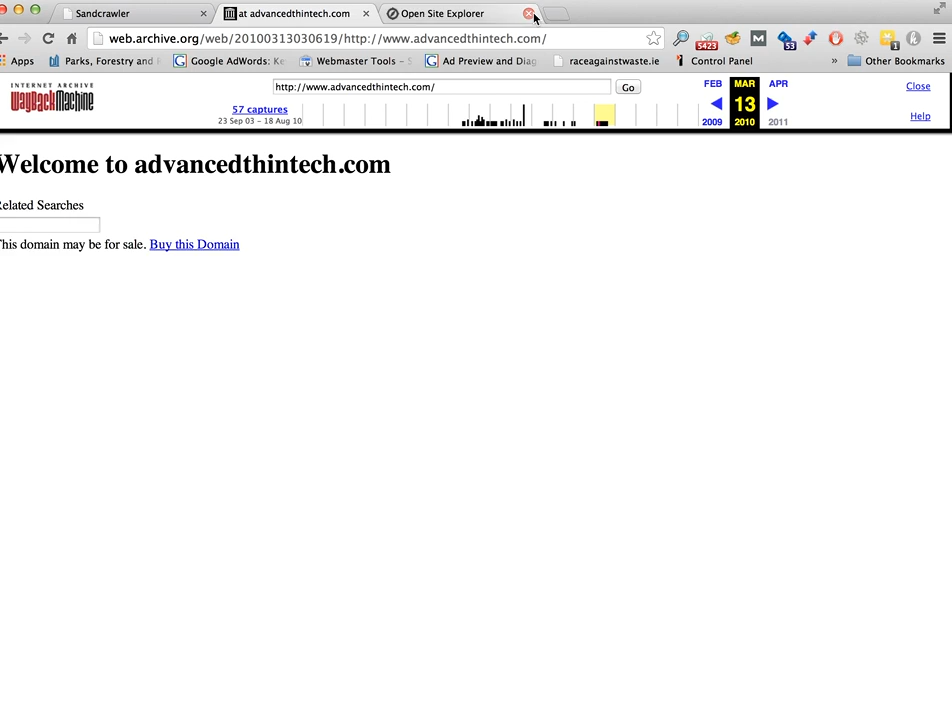 Sandcrawler
at advancedthintech.com
Open Site Explorer
web.archive.org/web/20100313030619/http://www.advancedthintech.com/
5423
53
1
Apps
Parks, Forestry and
Google AdWords: Ke
Webmaster Tools - S
Ad Preview and Diag
raceagainstwaste.ie
Control Panel
»
Other Bookmarks
INTERNET ARCHIVE
WayBackMachine
http://www.advancedthintech.com/
Go
57 captures
23 Sep 03 - 18 Aug 10
FEB
MAR
APR
13
2009
2010
2011
Close
Help
Welcome to advancedthintech.com
Related Searches
This domain may be for sale. Buy this Domain